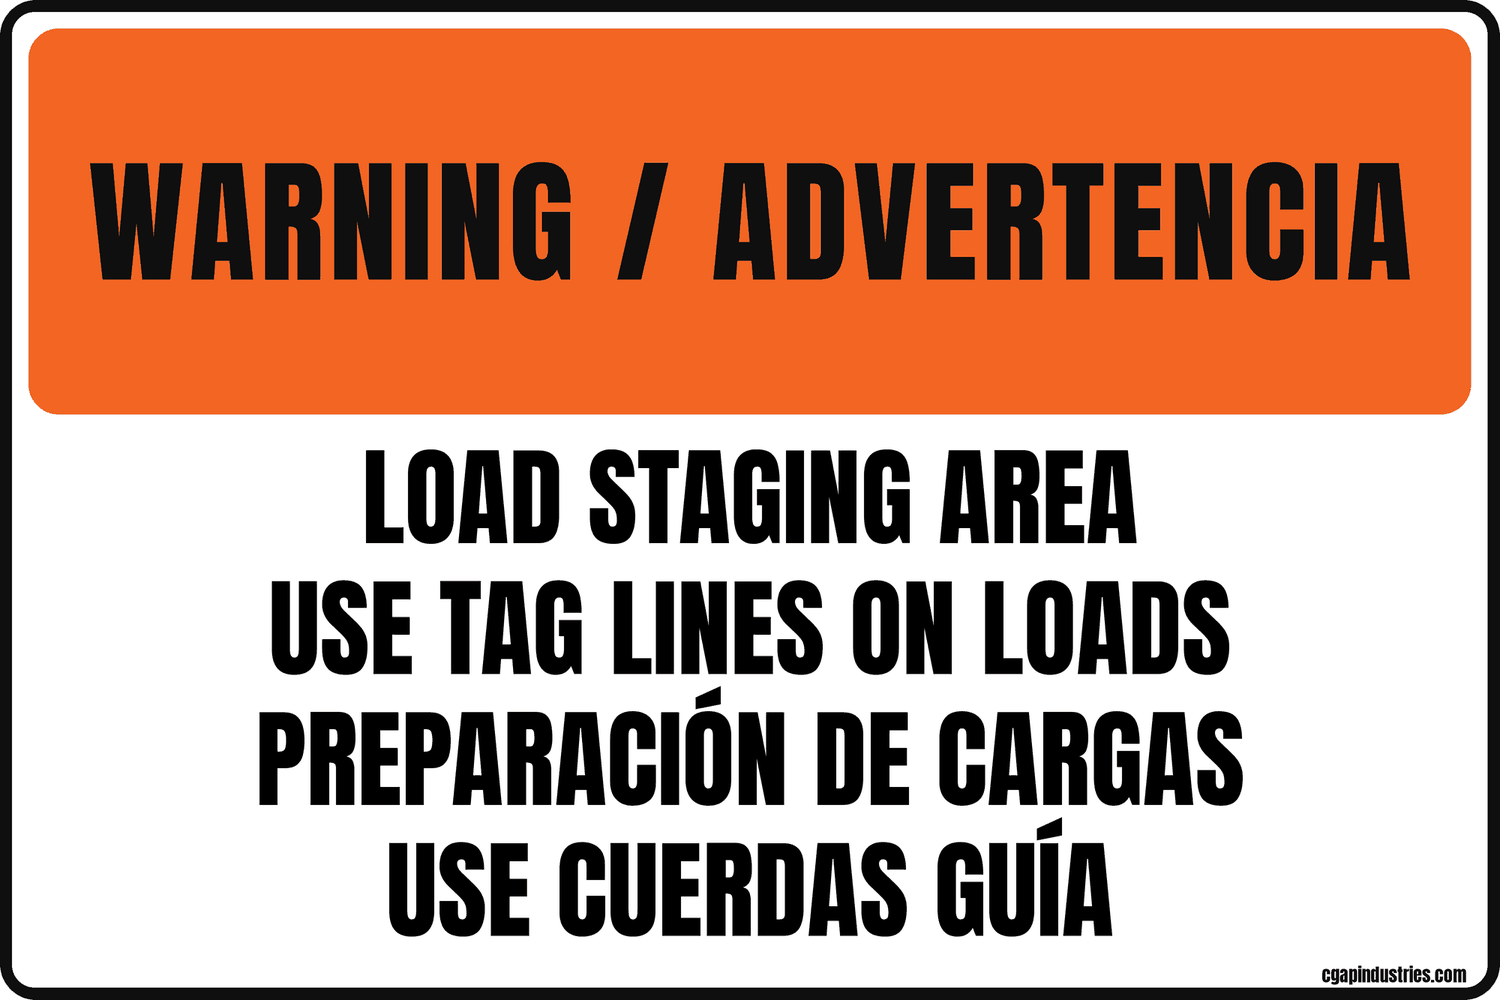 WARNING / ADVERTENCIA
LOAD STAGING AREA
USE TAG LINES ON LOADS
PREPARACIÓN DE CARGAS
USE CUERDAS GUÍA
cgapindustries.com